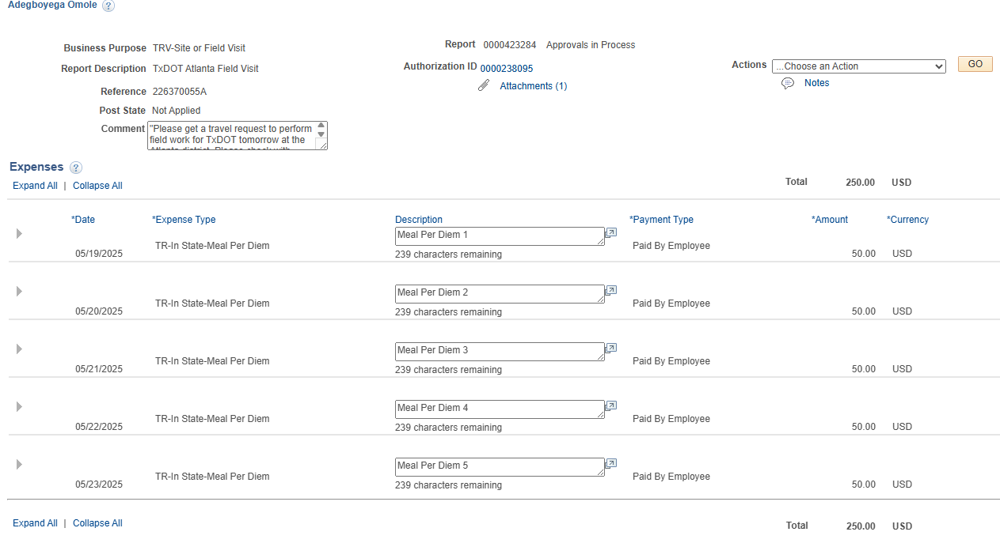 Adegboyega Omole ?
Business Purpose TRV-Site or Field Visit
Report 0000423284 Approvals in Process
Report Description TxDOT Atlanta Field Visit
Authorization ID 0000238095
Actions ...Choose an Action GO
Attachments (1)
Notes
Reference 226370055A
Post State Not Applied
Comment "Please get a travel request to perform
field work for TxDOT tomorrow at the
Atlanta district. Please check with
Expenses ?
Expand All | Collapse All
Total 250.00 USD
*Date *Expense Type Description *Payment Type *Amount *Currency
Meal Per Diem 1
05/19/2025 TR-In State-Meal Per Diem Paid By Employee 50.00 USD
239 characters remaining
Meal Per Diem 2
05/20/2025 TR-In State-Meal Per Diem Paid By Employee 50.00 USD
239 characters remaining
Meal Per Diem 3
05/21/2025 TR-In State-Meal Per Diem Paid By Employee 50.00 USD
239 characters remaining
Meal Per Diem 4
05/22/2025 TR-In State-Meal Per Diem Paid By Employee 50.00 USD
239 characters remaining
Meal Per Diem 5
05/23/2025 TR-In State-Meal Per Diem Paid By Employee 50.00 USD
239 characters remaining
Expand All | Collapse All
Total 250.00 USD